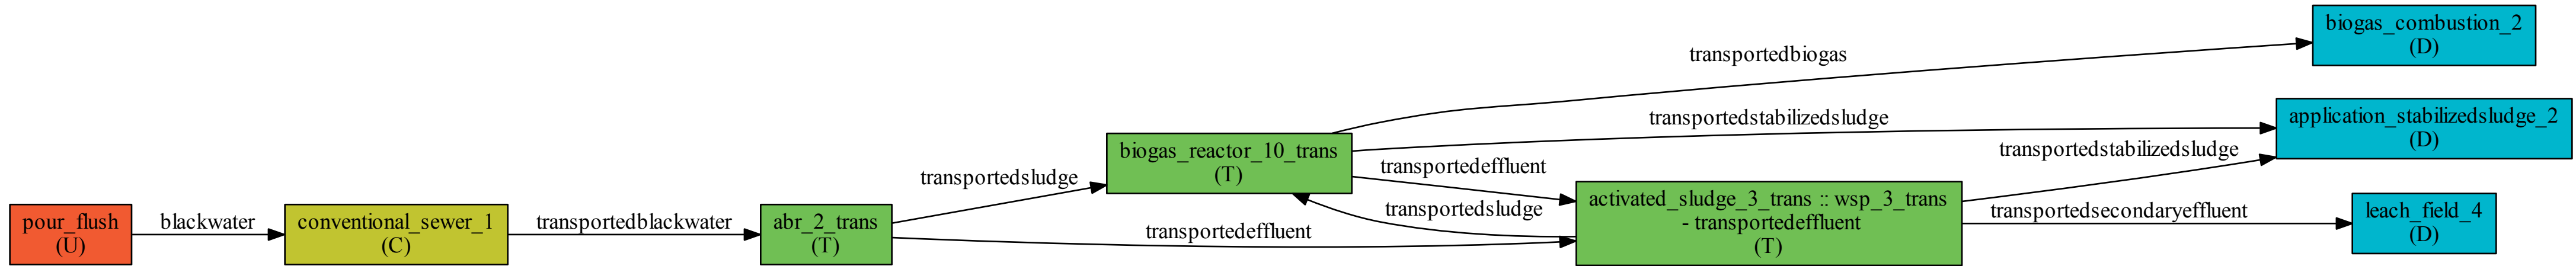 pour_flush
(U)
blackwater
conventional_sewer_1
(C)
transportedblackwater
abr_2_trans
(T)
transportedsludge
transportedeffluent
biogas_reactor_10_trans
(T)
transportedbiogas
transportedstabilizedsludge
transportedeffluent
transportedsludge
activated_sludge_3_trans :: wsp_3_trans
- transportedeffluent
(T)
transportedstabilizedsludge
transportedsecondaryeffluent
biogas_combustion_2
(D)
application_stabilizedsludge_2
(D)
leach_field_4
(D)